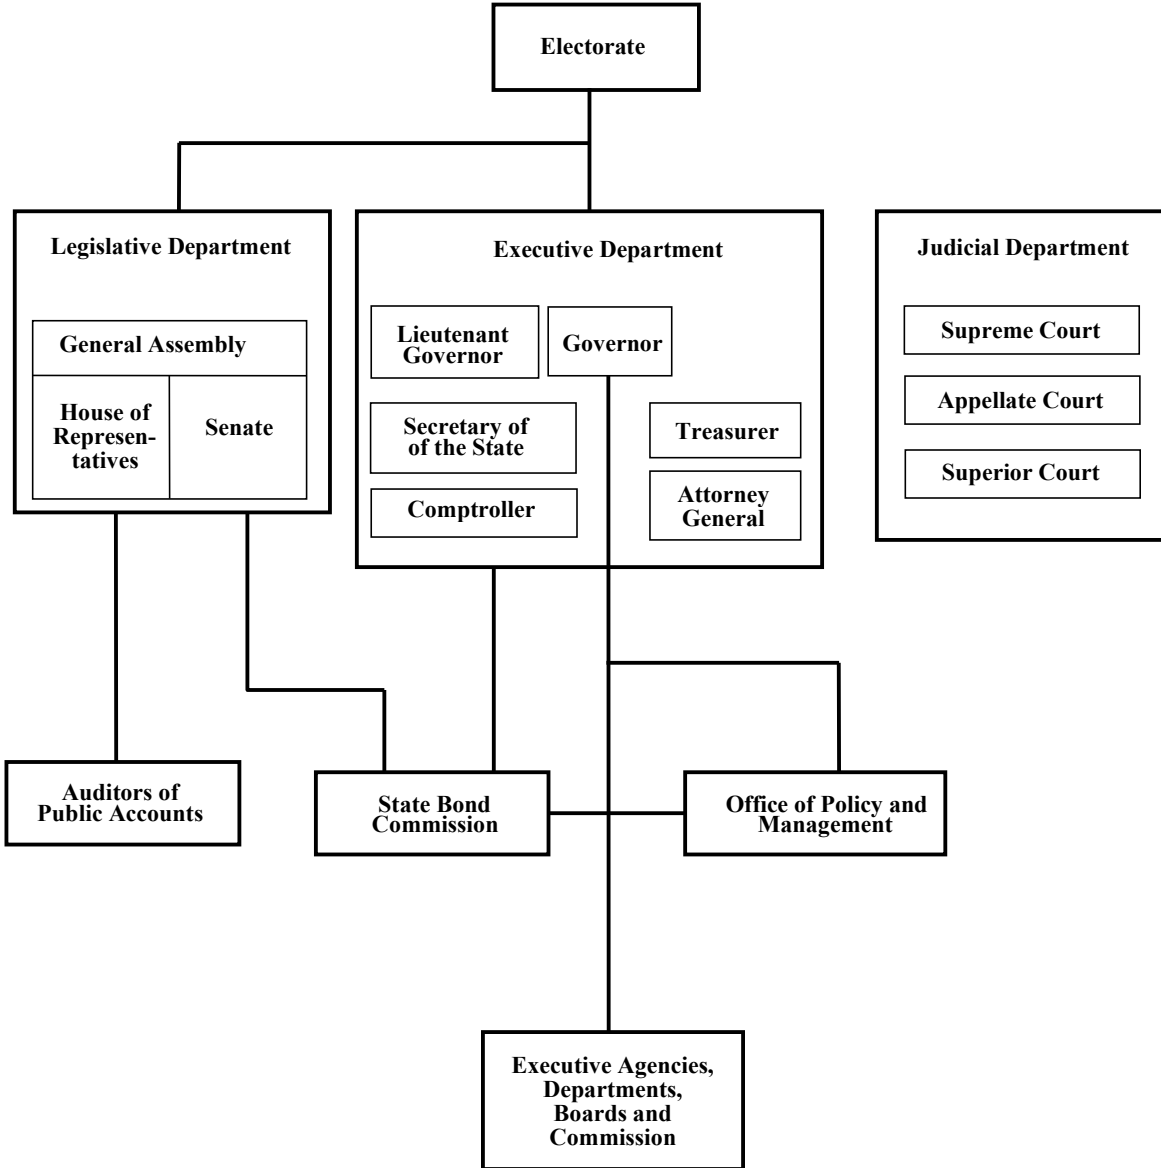 Electorate
Legislative Department
General Assembly
House of
Represen-
tatives
Senate
Executive Department
Lieutenant
Governor
Governor
Secretary of
of the State
Treasurer
Comptroller
Attorney
General
Judicial Department
Supreme Court
Appellate Court
Superior Court
Auditors of
Public Accounts
State Bond
Commission
Office of Policy and
Management
Executive Agencies,
Departments,
Boards and
Commission